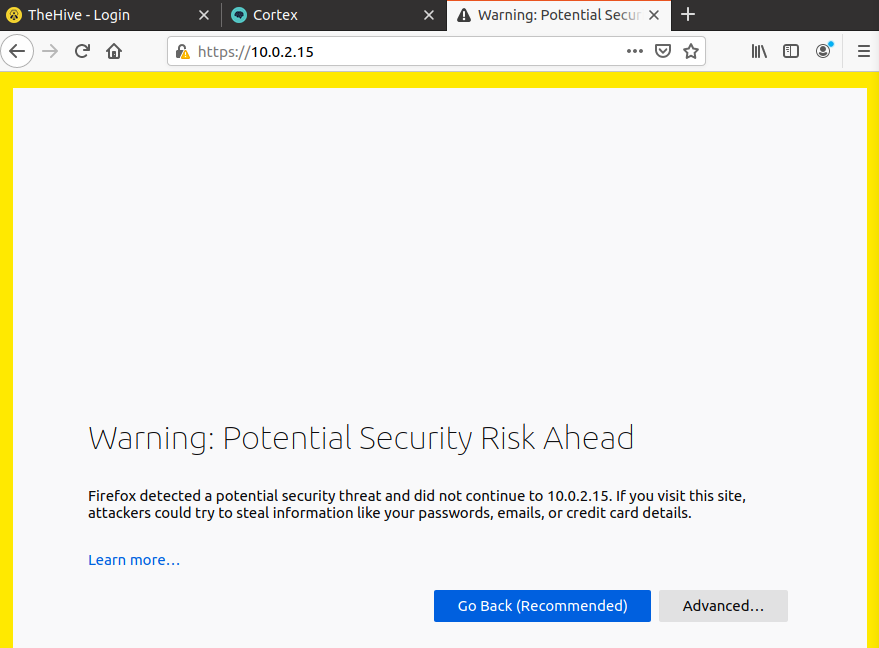 TheHive - Login
Cortex
Warning: Potential Secur
https://10.0.2.15
Warning: Potential Security Risk Ahead
Firefox detected a potential security threat and did not continue to 10.0.2.15. If you visit this site,
attackers could try to steal information like your passwords, emails, or credit card details.
Learn more…
Go Back (Recommended)
Advanced…